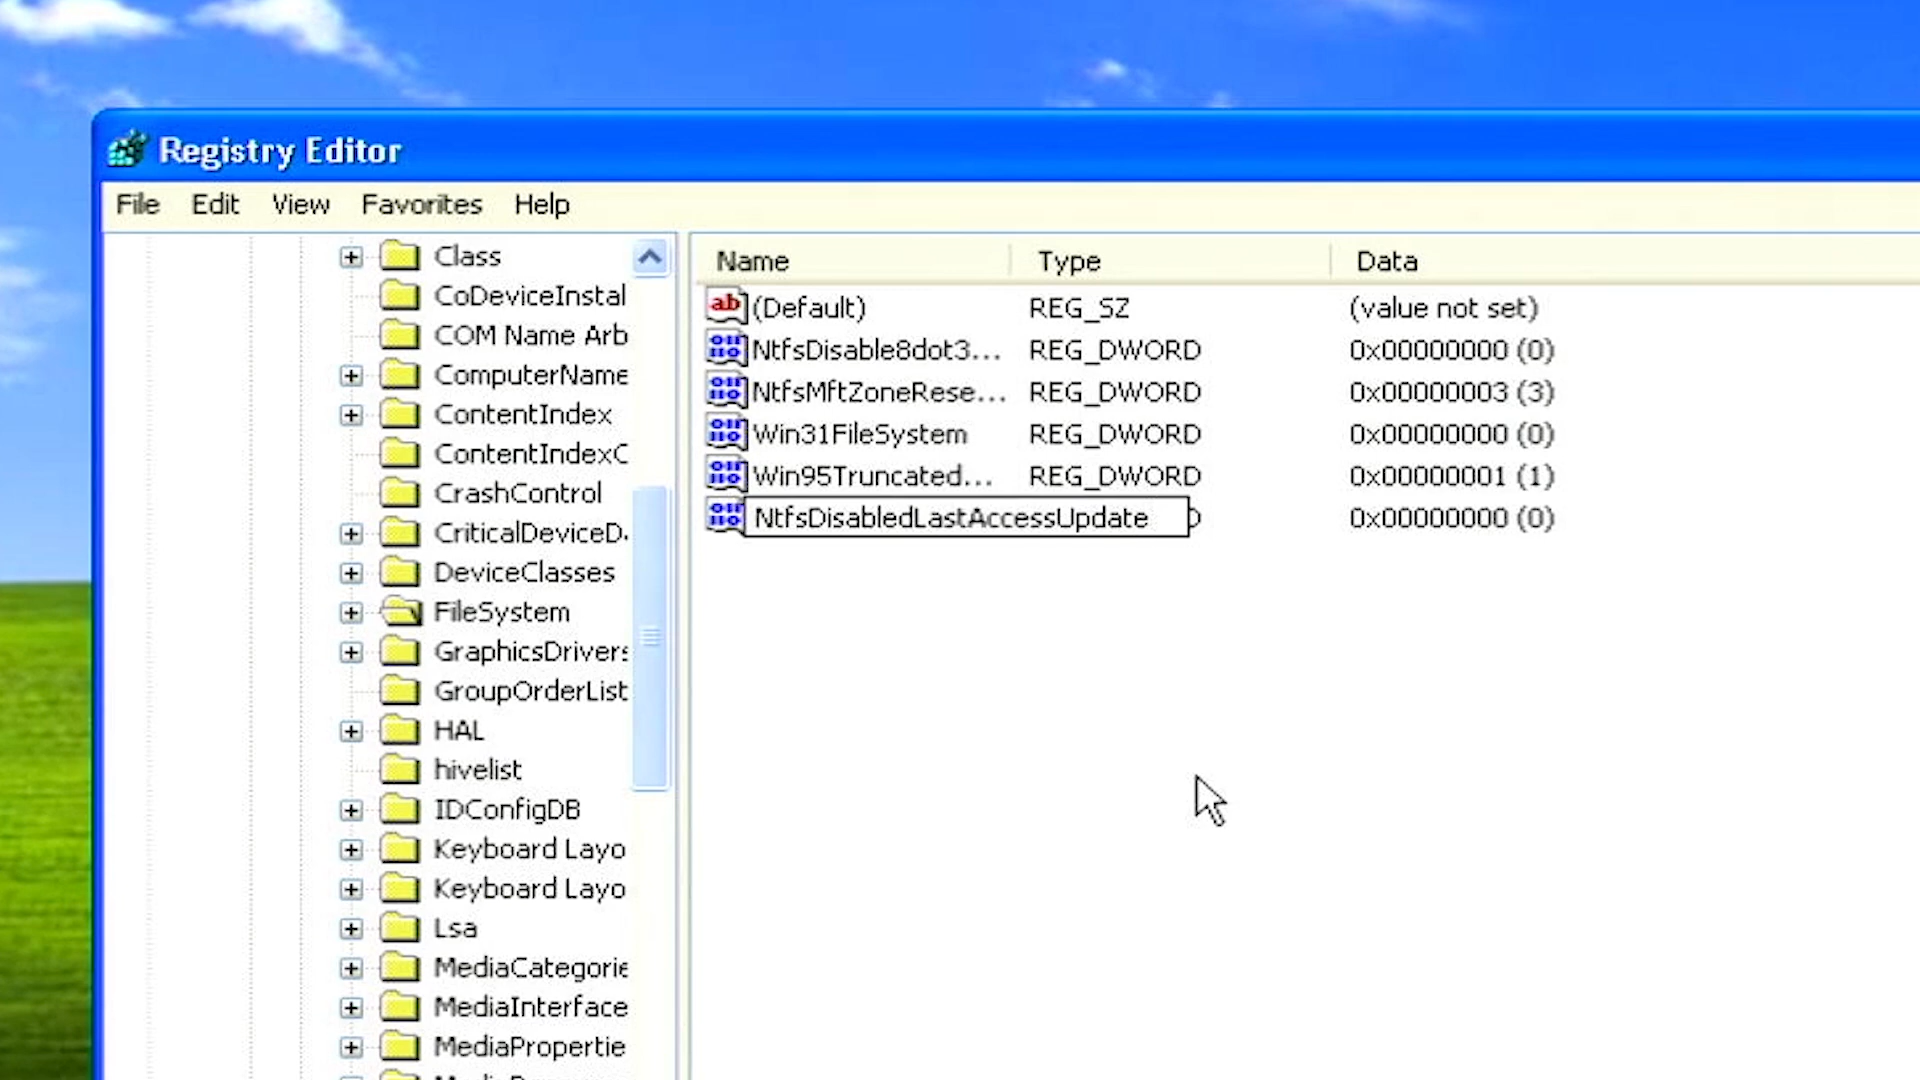 Registry Editor
File Edit View Favorites Help
Class
CoDeviceInstal
COM Name Arb
ComputerName
ContentIndex
ContentIndexC
CrashControl
CriticalDeviceD
DeviceClasses
FileSystem
GraphicsDrivers
GroupOrderList
HAL
hivelist
IDConfigDB
Keyboard Layo
Keyboard Layo
Lsa
MediaCategorie
MediaInterface
MediaPropertie
Name Type Data
ab (Default) REG_SZ (value not set)
NtfsDisable8dot3... REG_DWORD 0x00000000 (0)
NtfsMftZoneRese... REG_DWORD 0x00000003 (3)
Win31FileSystem REG_DWORD 0x00000000 (0)
Win95Truncated... REG_DWORD 0x00000001 (1)
NtfsDisabledLastAccessUpdate 0x00000000 (0)